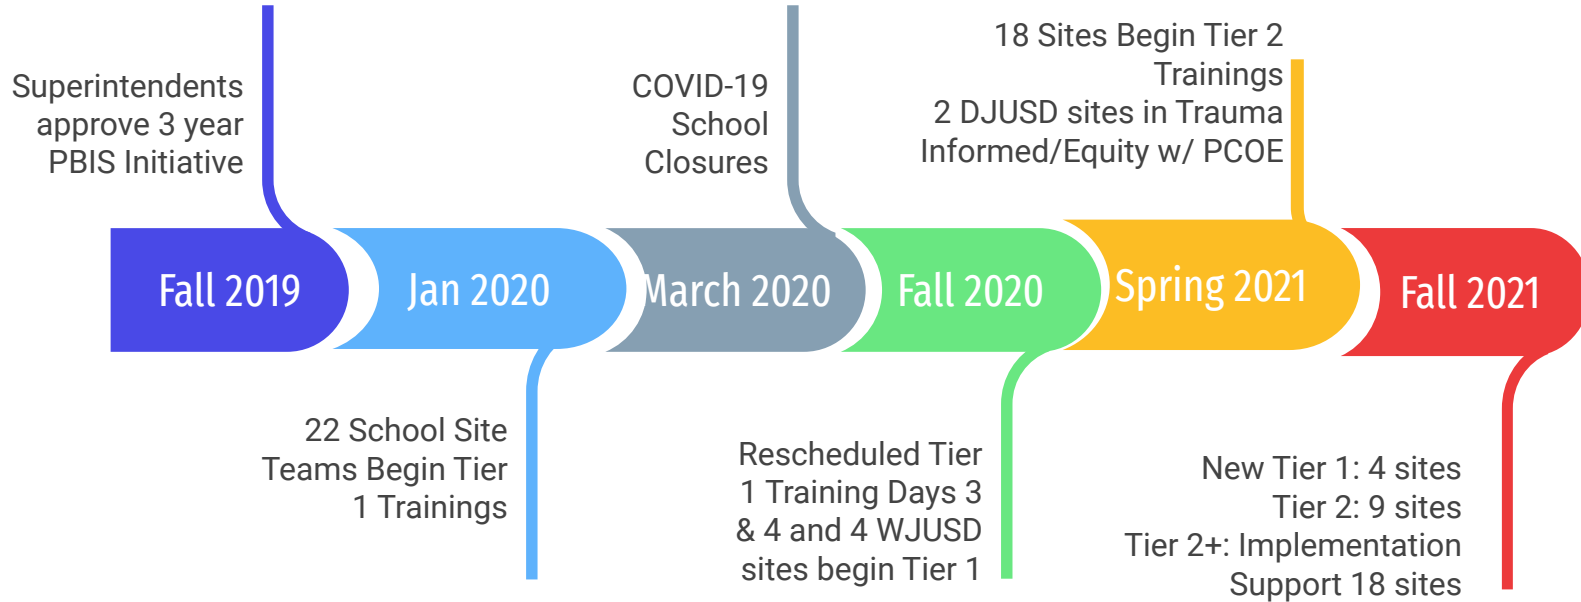 Superintendents
approve 3 year
PBIS Initiative
COVID-19
School
Closures
18 Sites Begin Tier 2
Trainings
2 DJUSD sites in Trauma
Informed/Equity w/ PCOE
Fall 2019
Jan 2020
March 2020
Fall 2020
Spring 2021
Fall 2021
22 School Site
Teams Begin Tier
1 Trainings
Rescheduled Tier
1 Training Days 3
& 4 and 4 WJUSD
sites begin Tier 1
New Tier 1: 4 sites
Tier 2: 9 sites
Tier 2+: Implementation
Support 18 sites